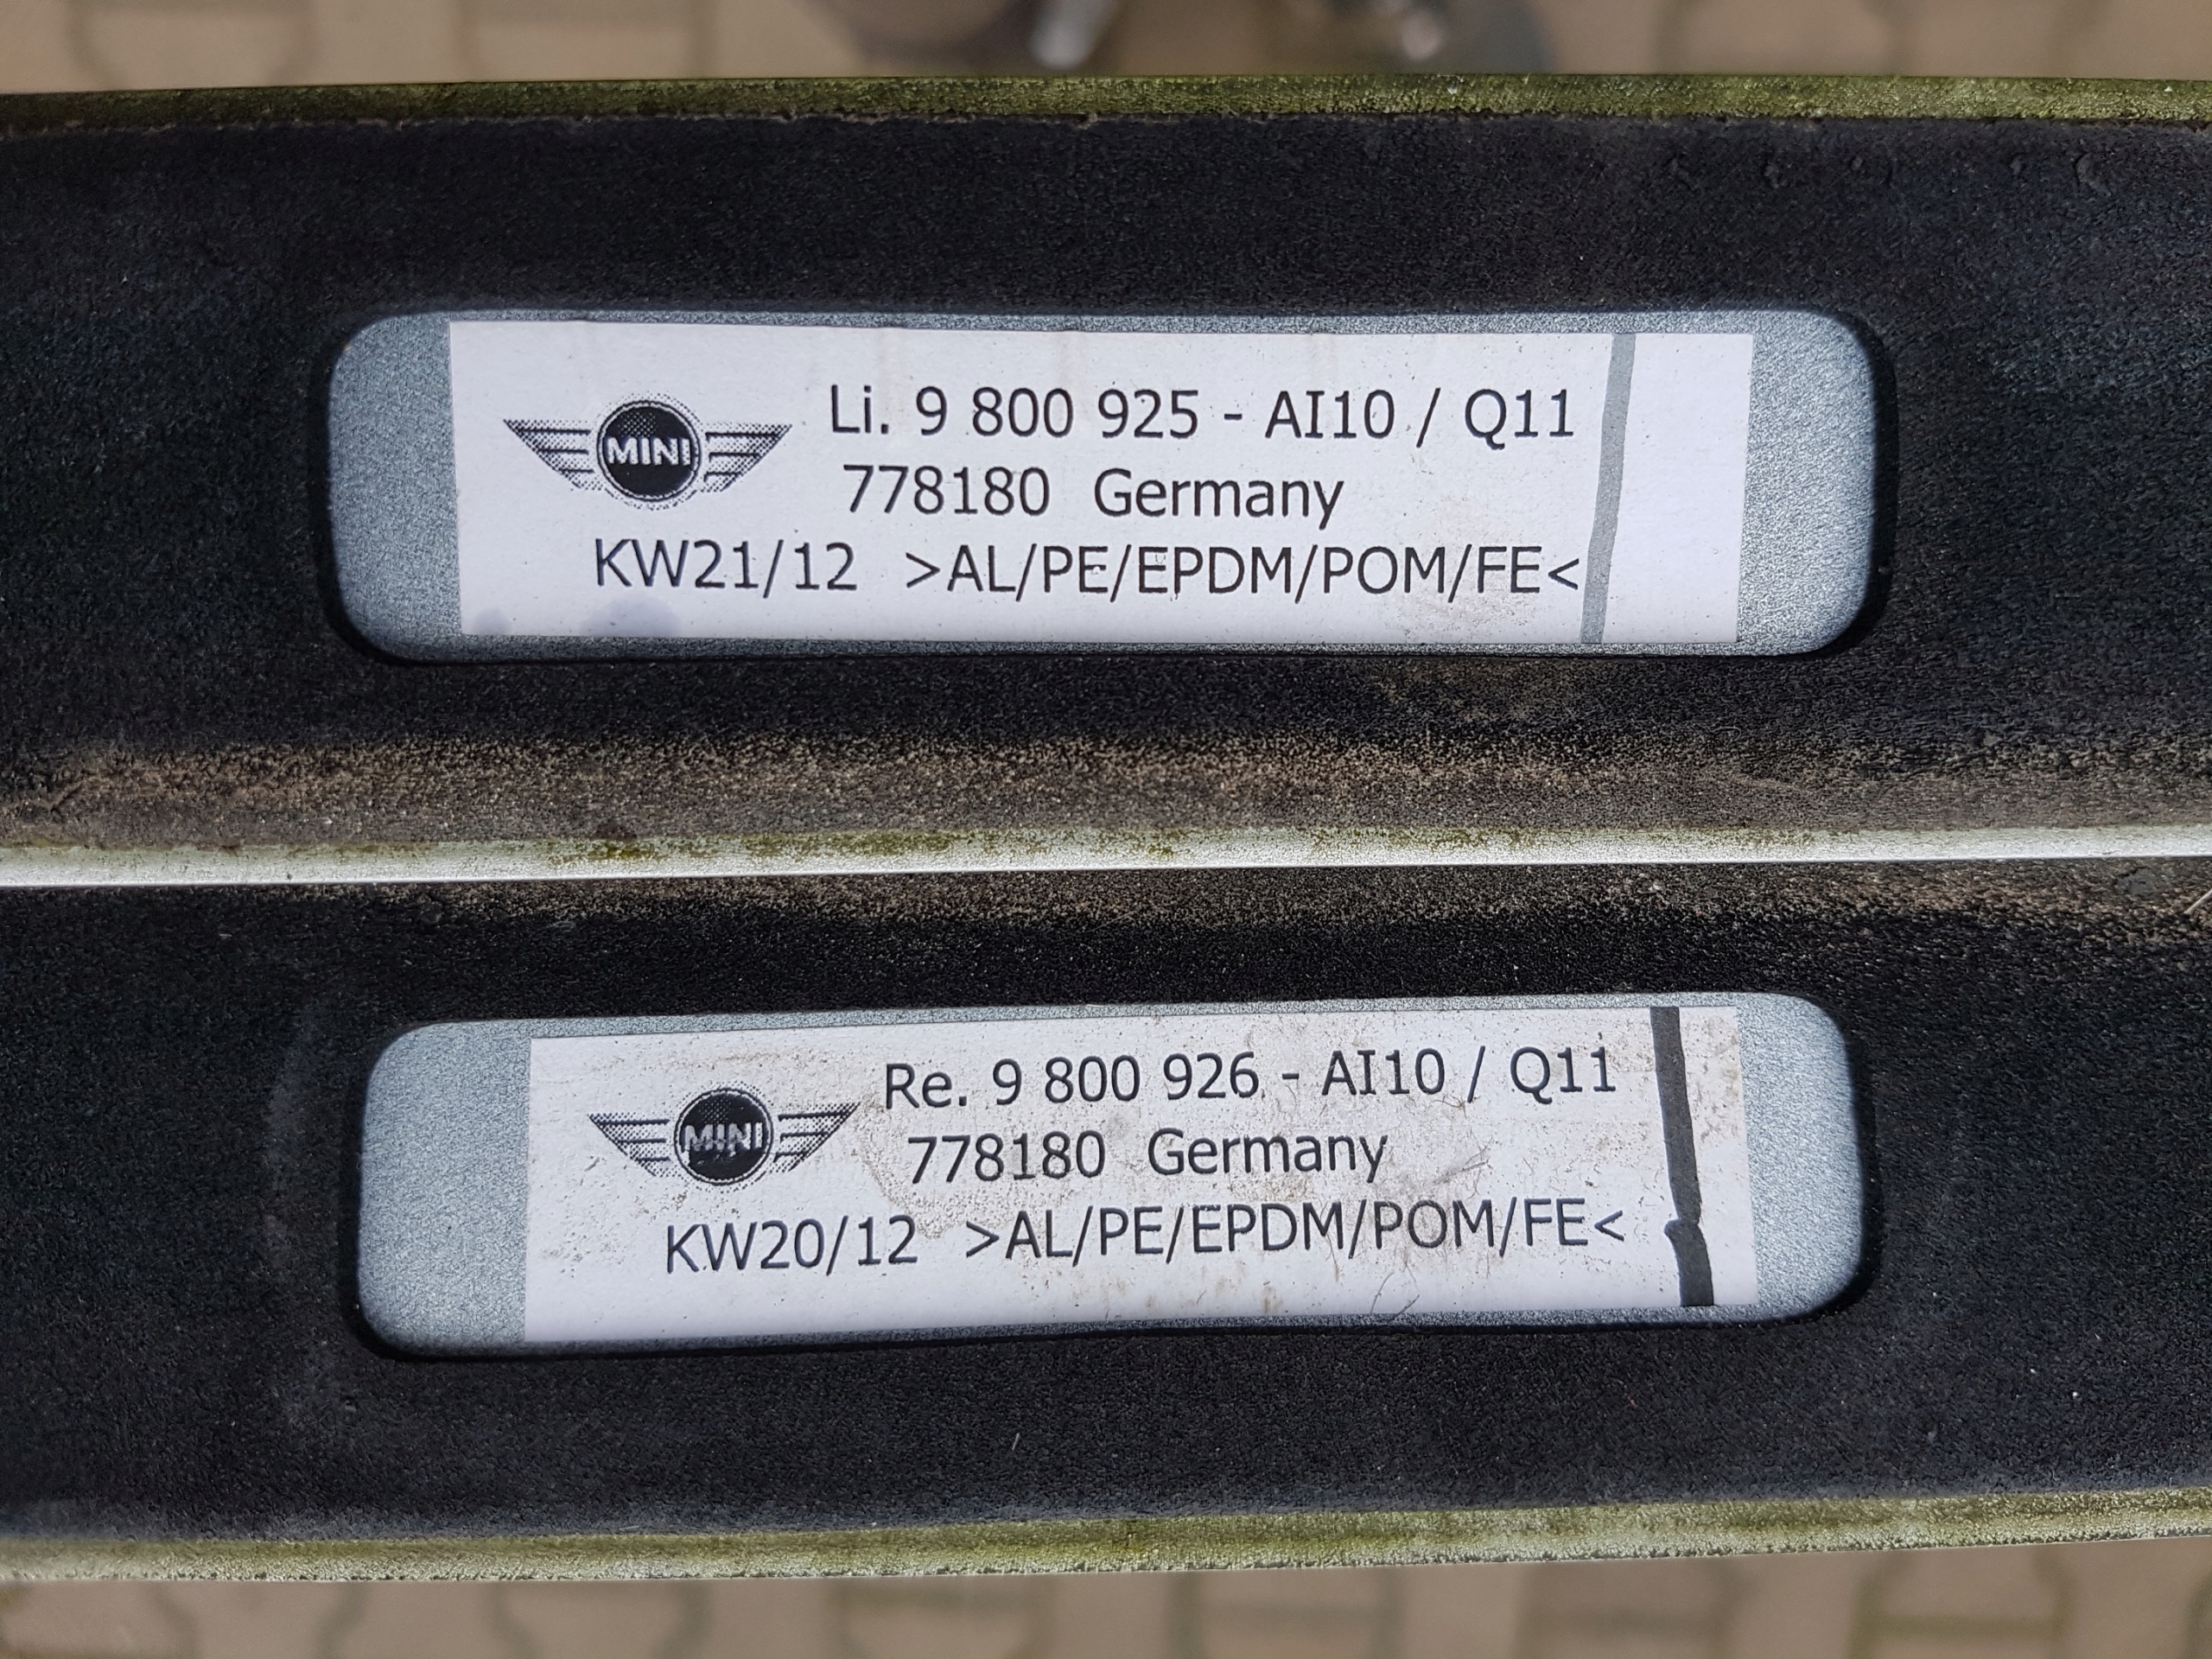 MINI
Li. 9 800 925 - AI10 / Q11
778180 Germany
KW21/12 >AL/PE/EPDM/POM/FE<
MINI
Re. 9 800 926 - AI10 / Q11
778180 Germany
KW20/12 >AL/PE/EPDM/POM/FE<